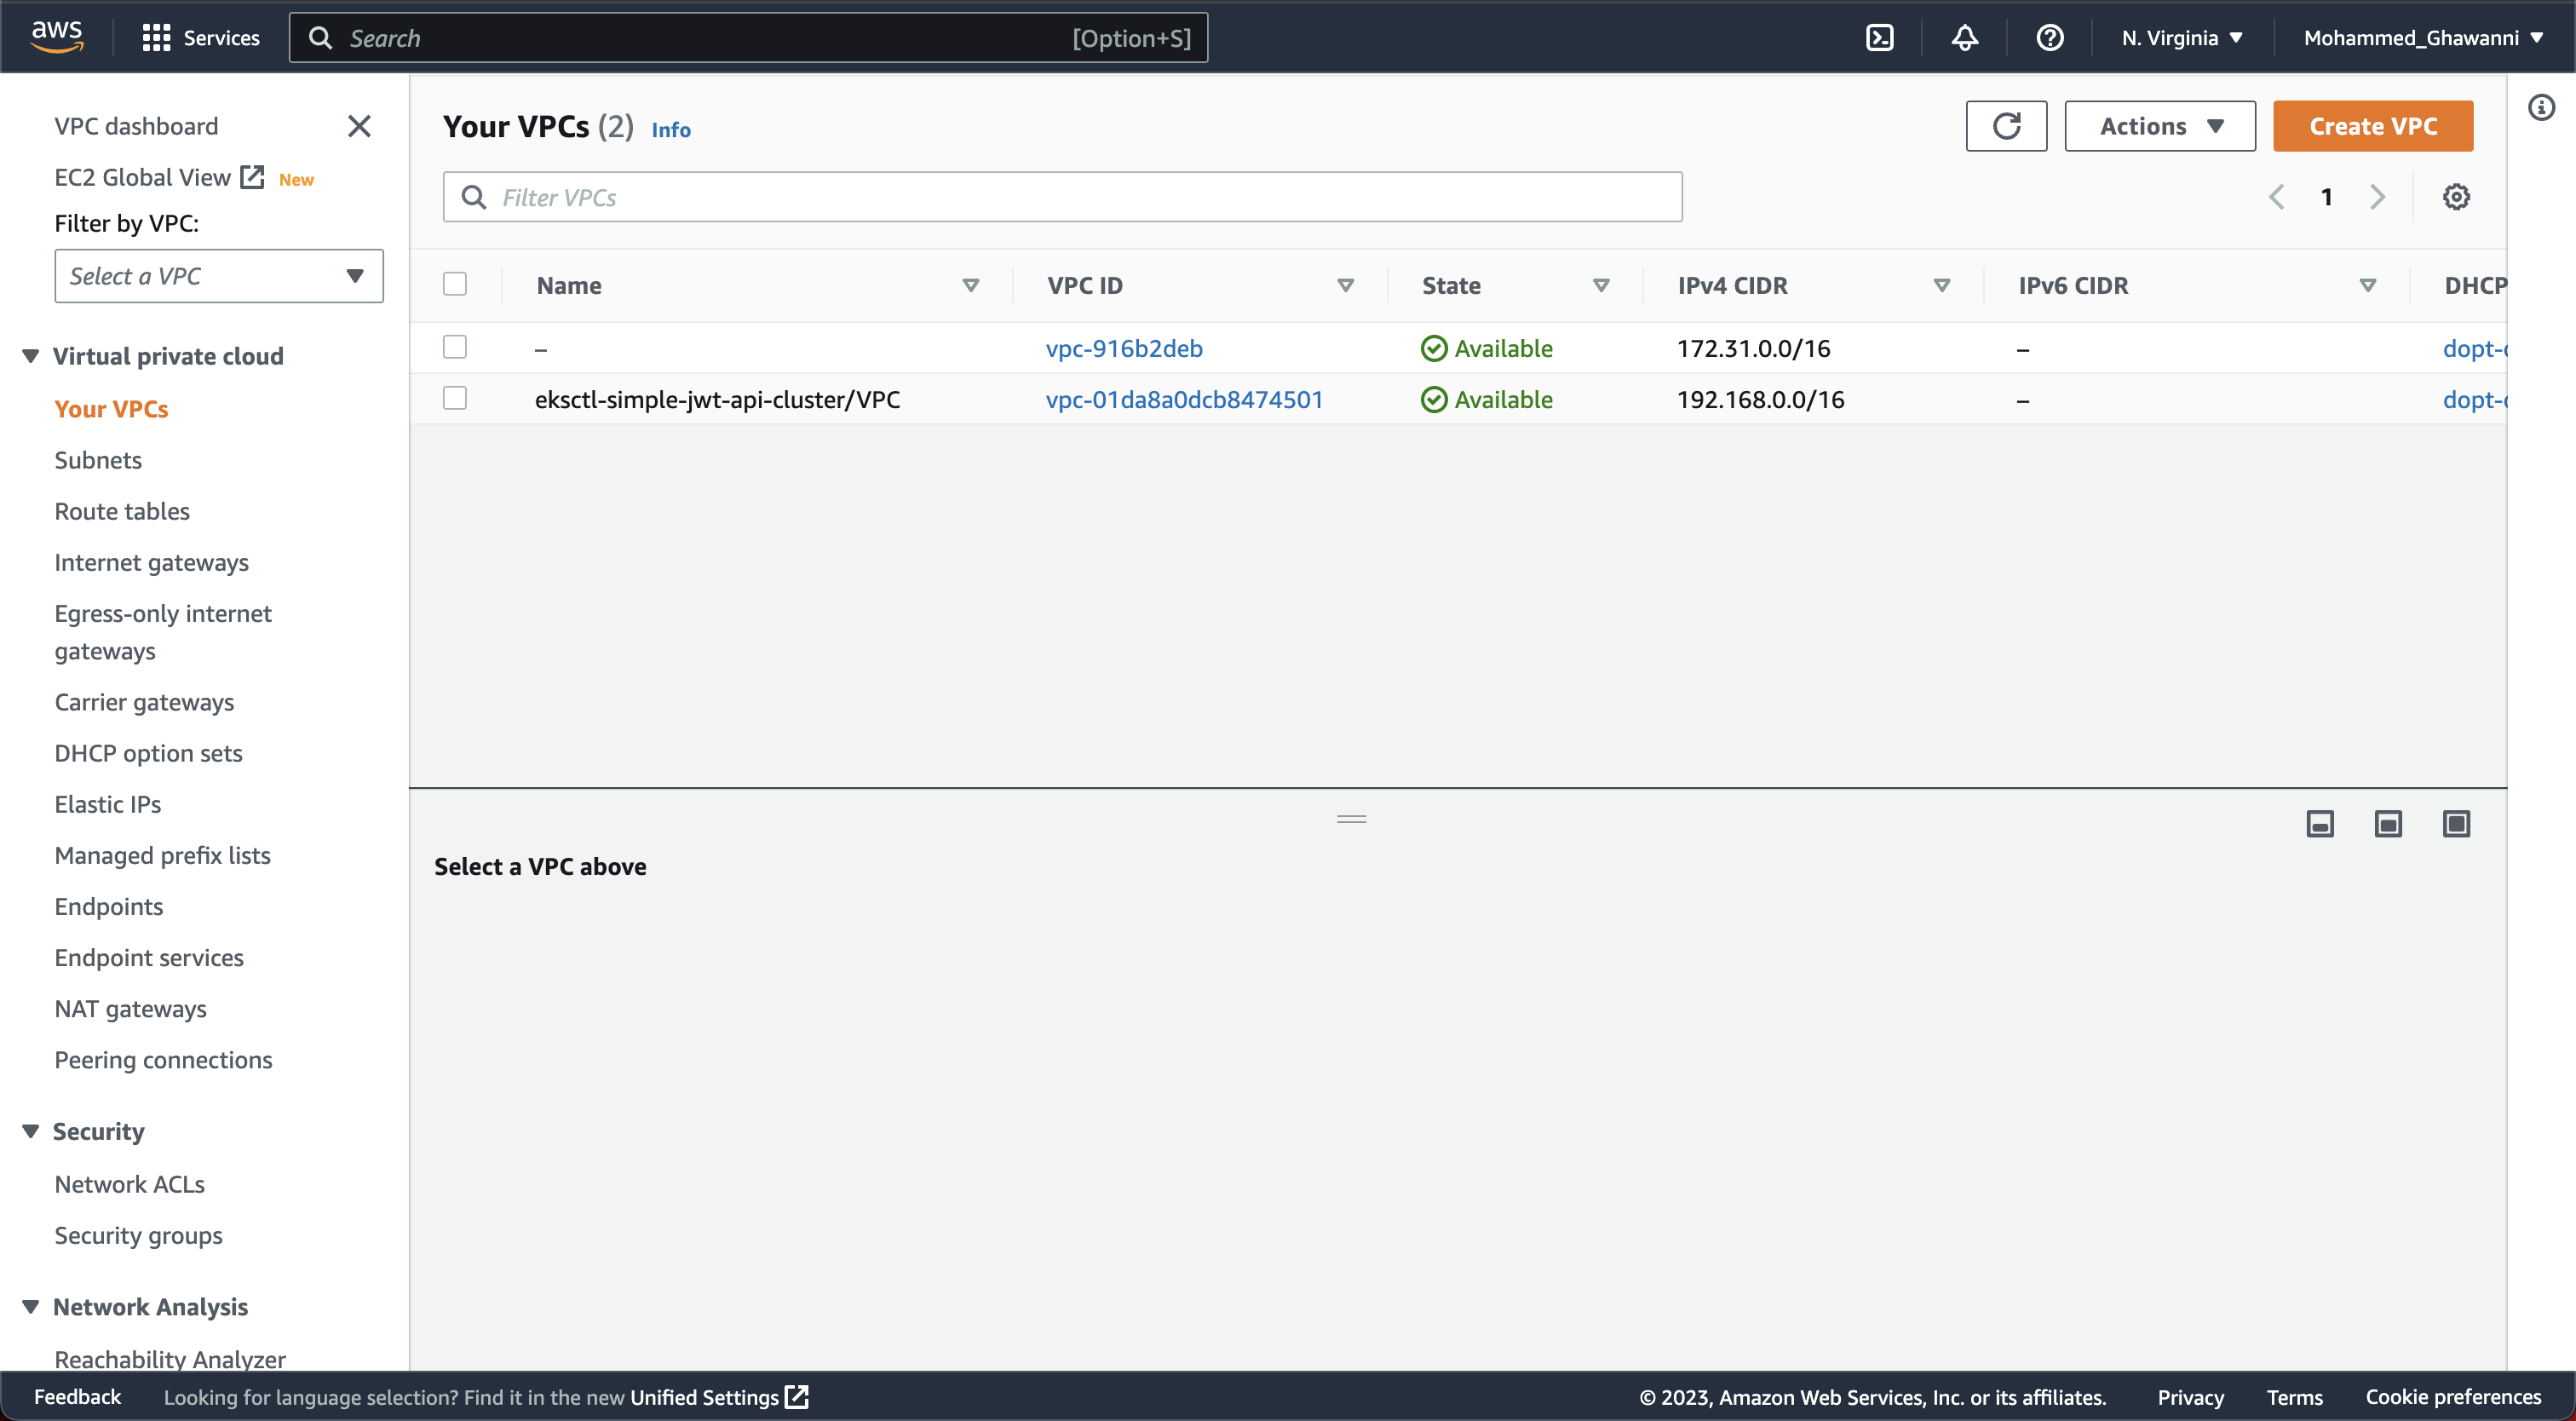 aws
Services
Search
[Option+S]
N. Virginia
Mohammed_Ghawanni
VPC dashboard
EC2 Global View New
Filter by VPC:
Select a VPC
Virtual private cloud
Your VPCs
Subnets
Route tables
Internet gateways
Egress-only internet
gateways
Carrier gateways
DHCP option sets
Elastic IPs
Managed prefix lists
Endpoints
Endpoint services
NAT gateways
Peering connections
Security
Network ACLs
Security groups
Network Analysis
Reachability Analyzer
Your VPCs (2) Info
Actions
Create VPC
Filter VPCs
1
Name VPC ID State IPv4 CIDR IPv6 CIDR DHCP
– vpc-916b2deb Available 172.31.0.0/16 – dopt-
eksctl-simple-jwt-api-cluster/VPC vpc-01da8a0dcb8474501 Available 192.168.0.0/16 – dopt-
Select a VPC above
Feedback
Looking for language selection? Find it in the new Unified Settings
© 2023, Amazon Web Services, Inc. or its affiliates.
Privacy
Terms
Cookie preferences